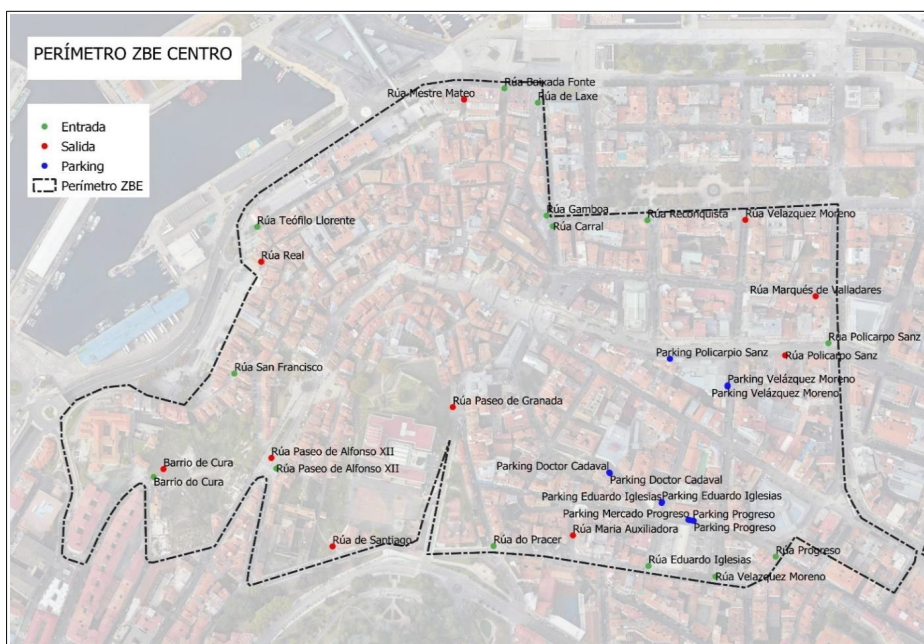 PERÍMETRO ZBE CENTRO
Entrada
Salida
Parking
Perímetro ZBE
Rúa Baixada Fonte
Rúa Mestre Mateo
Rúa de Laxe
Rúa Gamboa
Rúa Reconquista
Rúa Velazquez Moreno
Rúa Teófilo Llorente
Rúa Carral
Rúa Real
Rúa Marqués de Valladares
Rúa Policarpo Sanz
Parking Policarpio Sanz
Rúa Policarpo Sanz
Rúa San Francisco
Parking Velázquez Moreno
Parking Velázquez Moreno
Rúa Paseo de Granada
Rúa Paseo de Alfonso XII
Barrio de Cura
Rúa Paseo de Alfonso XII
Parking Doctor Cadaval
Barrio do Cura
Parking Doctor Cadaval
Parking Eduardo Iglesias
Parking Eduardo Iglesias
Parking Mercado Progreso
Parking Progreso
Rúa Maria Auxiliadora
Parking Progreso
Rúa de Santiago
Rúa do Pracer
Rúa Progreso
Rúa Eduardo Iglesias
Rúa Velazquez Moreno